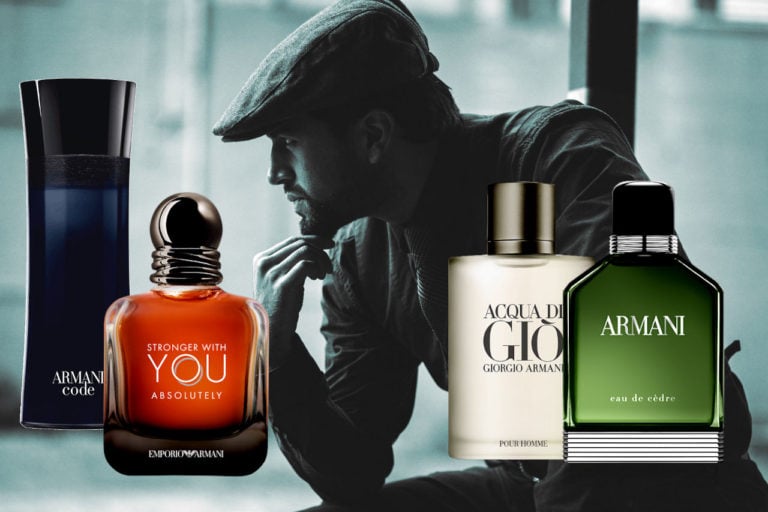 ARMANI
code
STRONGER WITH
YOU
ABSOLUTELY
EMPORIO ARMANI
ACQUA DI
GIÒ
GIORGIO ARMANI
POUR HOMME
ARMANI
eau de cèdre